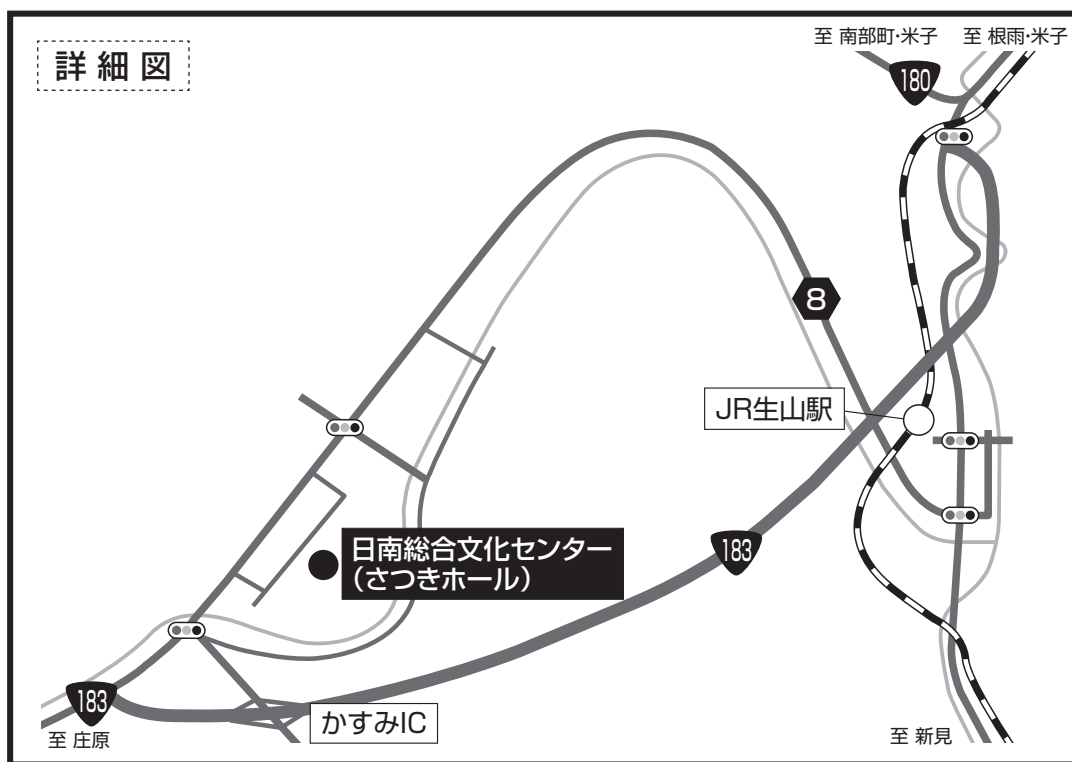 詳細図
至 南部町・米子
至 根雨・米子
180
8
JR生山駅
日南総合文化センター
(さつきホール)
183
183
至 庄原
かすみIC
至 新見